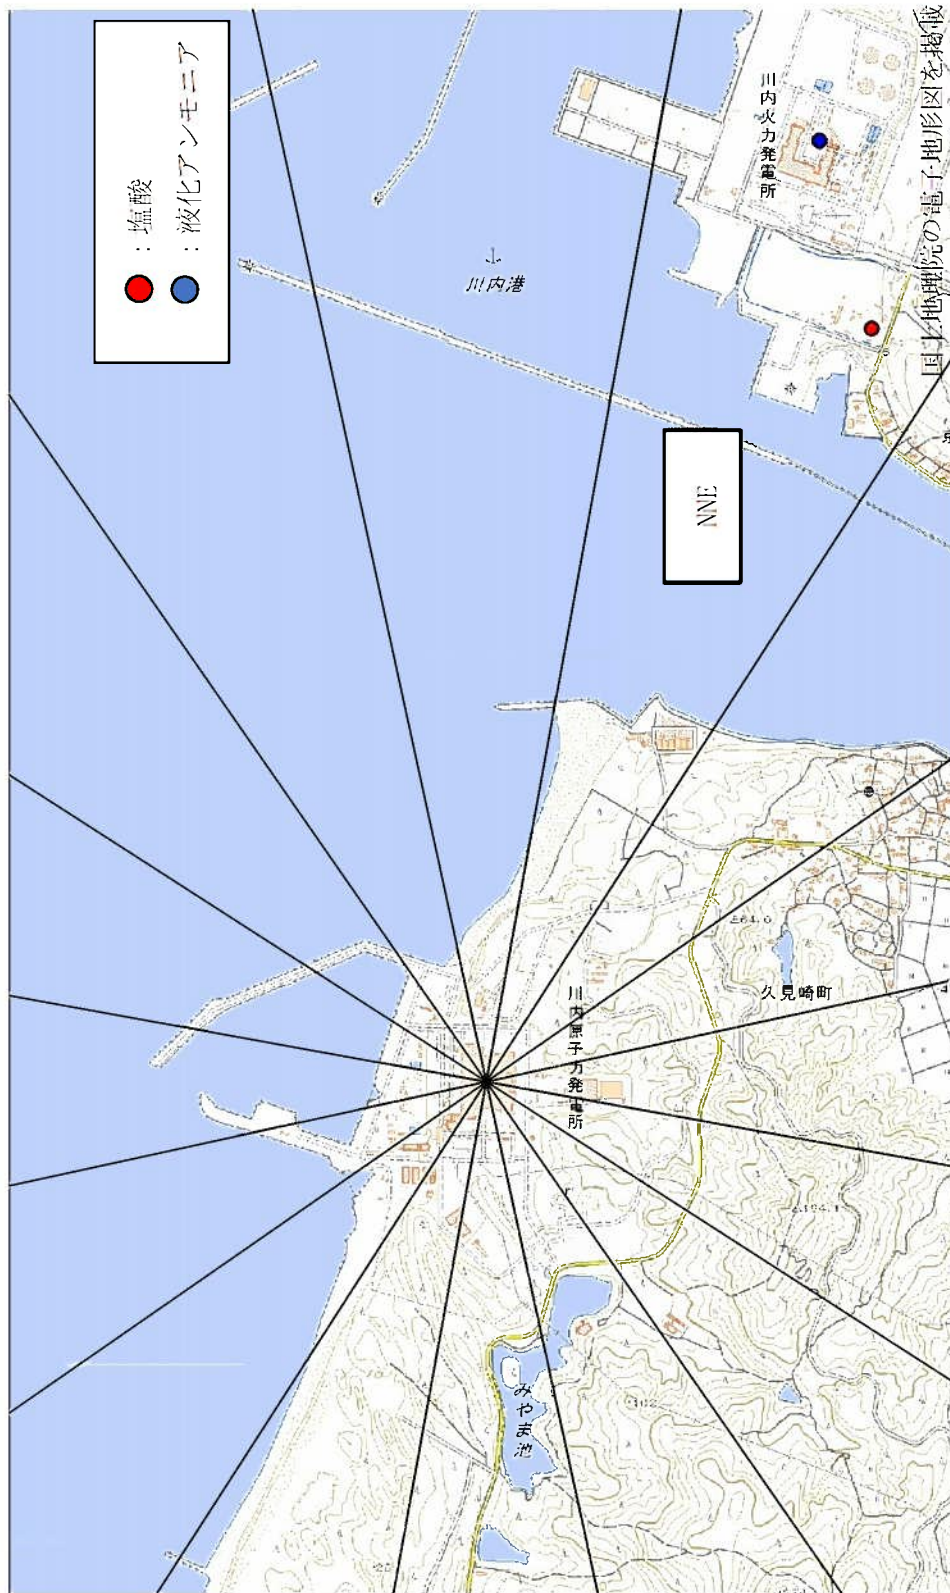 ：塩酸
：液化アンモニア
川内港
川内火力発電所
国土地理院の電子地形図を掲載
NNE
久見崎町
川内原子力発電所
みやま池